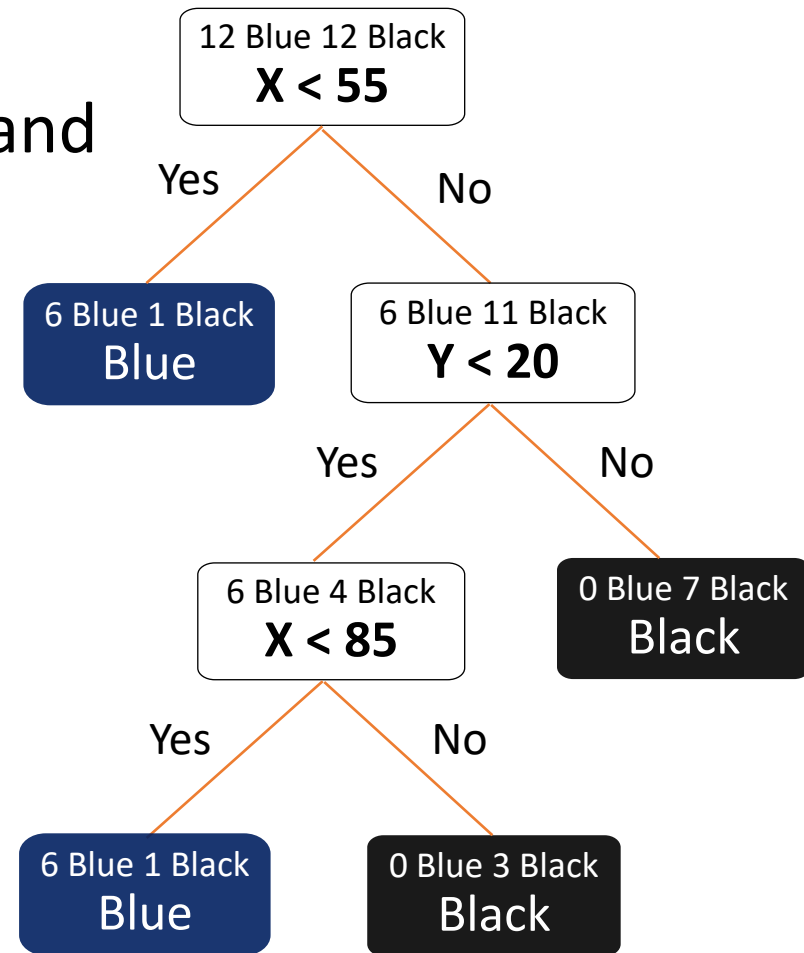 12 Blue 12 Black
X < 55
and
Yes
No
6 Blue 1 Black
Blue
6 Blue 11 Black
Y < 20
Yes
No
6 Blue 4 Black
X < 85
0 Blue 7 Black
Black
Yes
No
6 Blue 1 Black
Blue
0 Blue 3 Black
Black